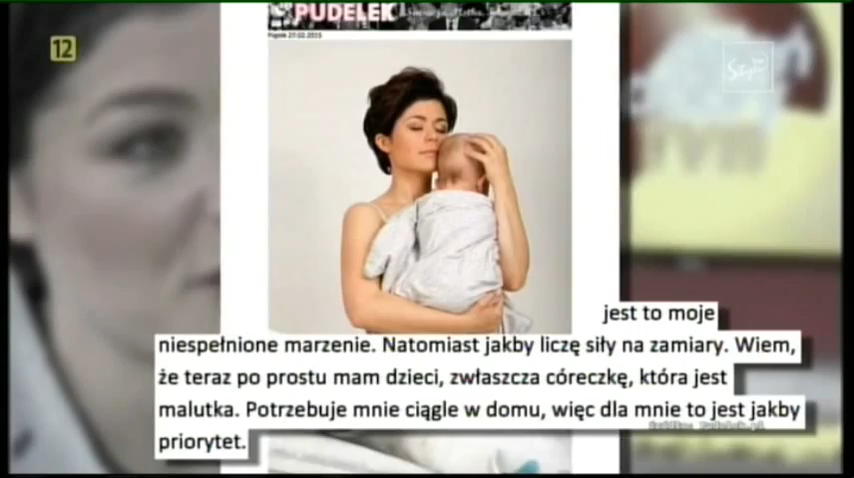 12
PUDELEK
jest to moje
niespełnione marzenie. Natomiast jakby liczę siły na zamiary. Wiem,
że teraz po prostu mam dzieci, zwłaszcza córeczkę, która jest
malutka. Potrzebuje mnie ciągle w domu, więc dla mnie to jest jakby
priorytet.